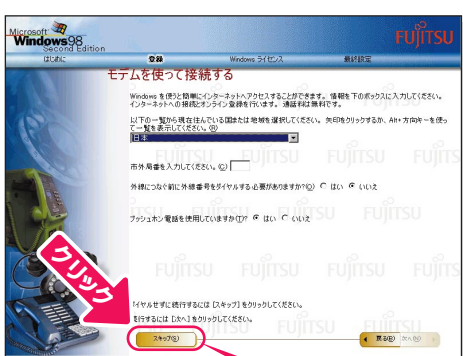 Microsoft
Windows98
Second Edition
FUJITSU
はじめに 登録 Windows ライセンス 最終設定
モデムを使って接続する
Windows を使うと簡単にインターネットへアクセスすることができます。 情報を下のボックスに入力してください。
インターネットへの接続とオンライン登録を行います。 通話料は無料です。
以下の一覧から現在住んでいる国または地域を選択してください。 矢印をクリックするか、Alt+方向キーを使っ
て一覧を表示してください。(R)
日本
市外局番を入力してください。(C)
外線につなぐ前に外線番号をダイヤルする必要がありますか?(O) はい いいえ
プッシュホン電話を使用していますか(T)? はい いいえ
クリック
イヤルせずに続行するには [スキップ] をクリックしてください。
続行するには [次へ] をクリックしてください。
スキップ(S) 戻る(B) 次へ(N)